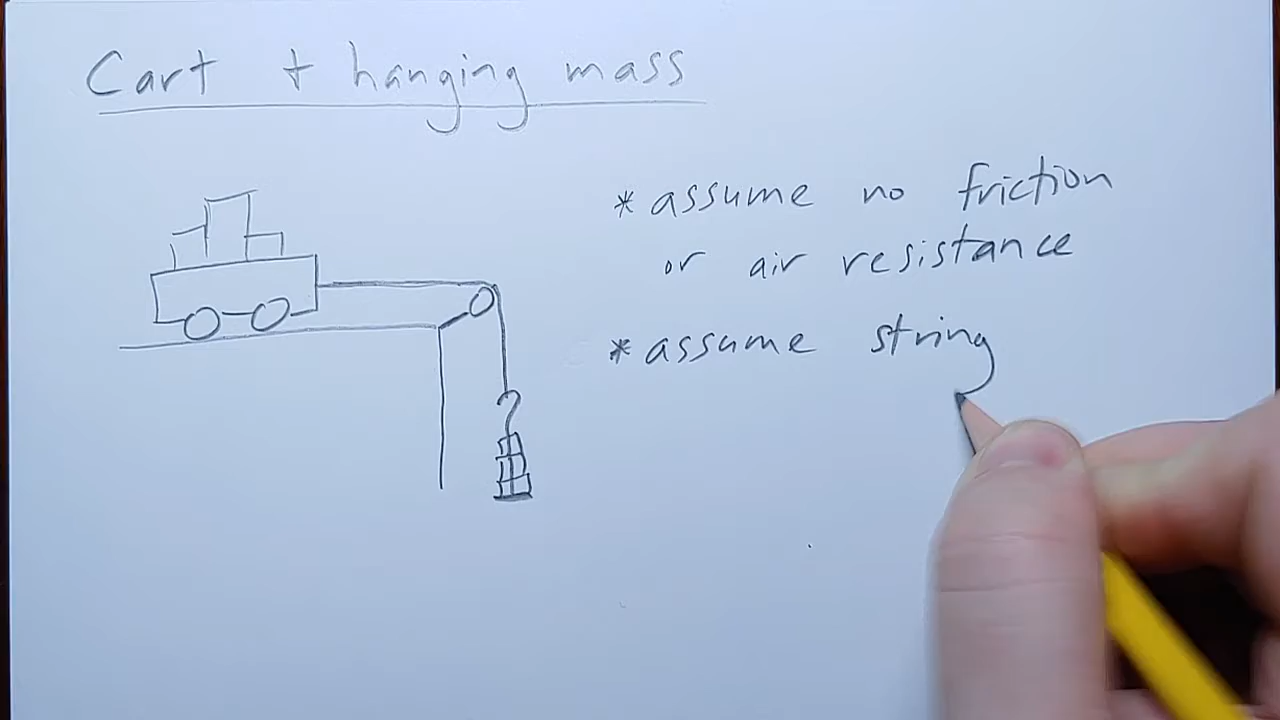 Cart + hanging mass
* assume no friction
or air resistance
* assume string